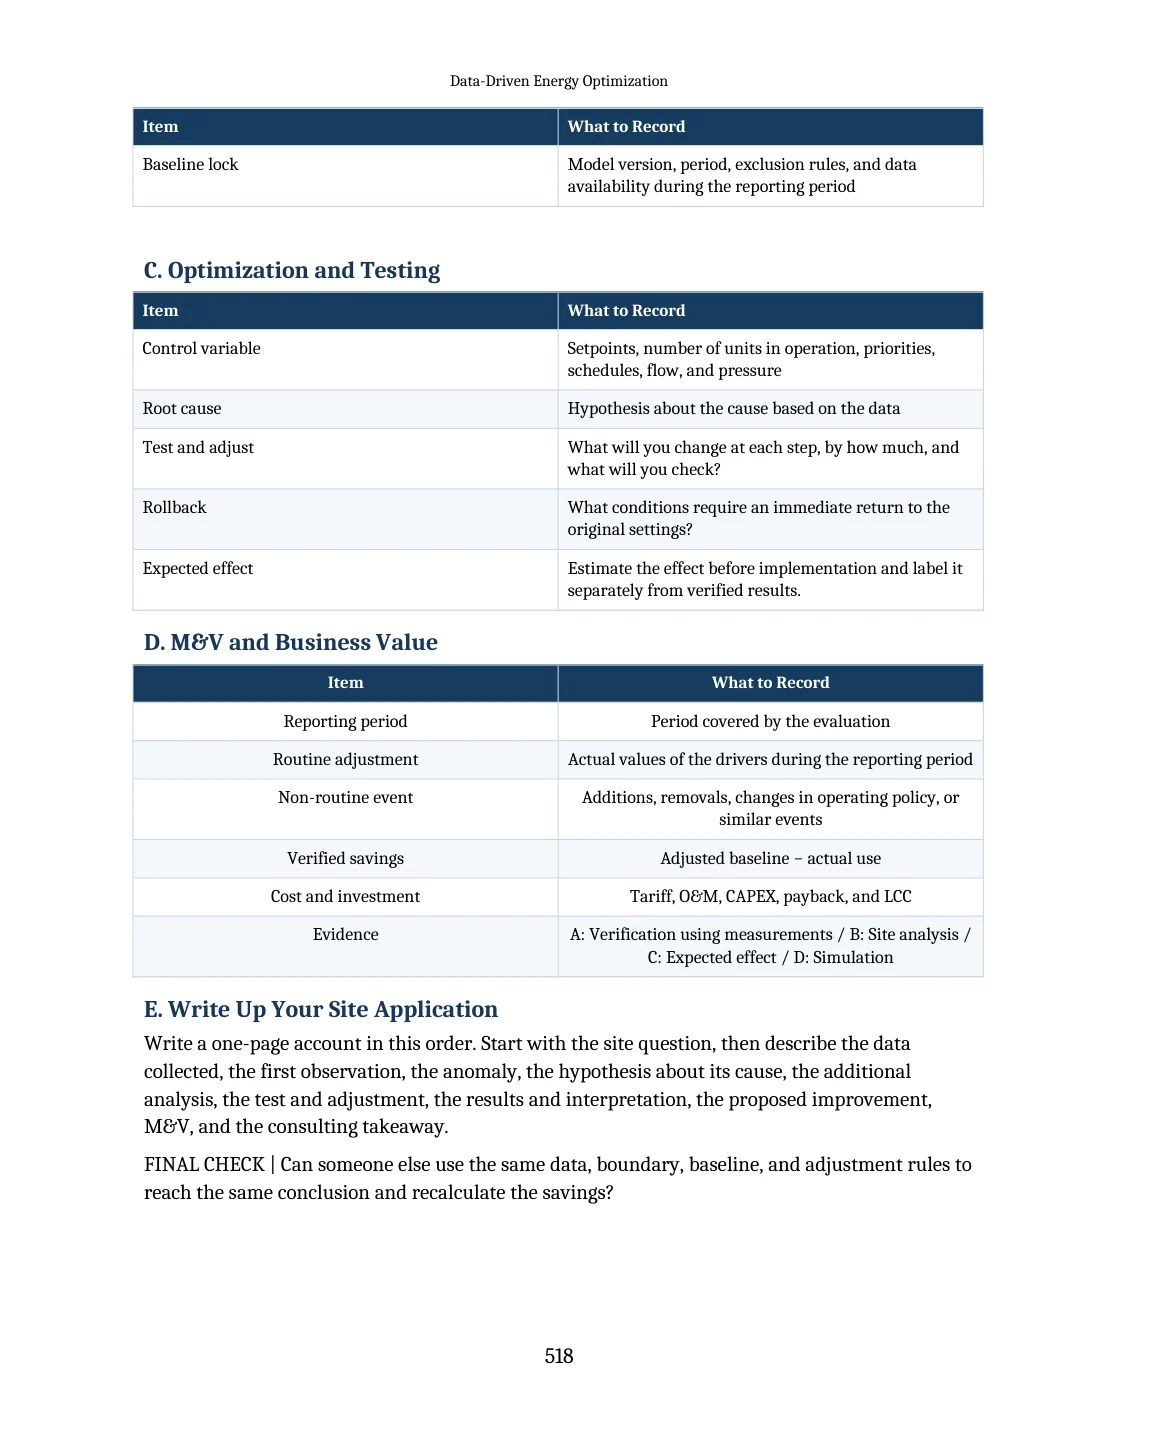 Data-Driven Energy Optimization
Item What to Record
Baseline lock Model version, period, exclusion rules, and data
availability during the reporting period
C. Optimization and Testing
Item What to Record
Control variable Setpoints, number of units in operation, priorities,
schedules, flow, and pressure
Root cause Hypothesis about the cause based on the data
Test and adjust What will you change at each step, by how much, and
what will you check?
Rollback What conditions require an immediate return to the
original settings?
Expected effect Estimate the effect before implementation and label it
separately from verified results.
D. M&V and Business Value
Item What to Record
Reporting period Period covered by the evaluation
Routine adjustment Actual values of the drivers during the reporting period
Non-routine event Additions, removals, changes in operating policy, or
similar events
Verified savings Adjusted baseline − actual use
Cost and investment Tariff, O&M, CAPEX, payback, and LCC
Evidence A: Verification using measurements / B: Site analysis /
C: Expected effect / D: Simulation
E. Write Up Your Site Application
Write a one-page account in this order. Start with the site question, then describe the data
collected, the first observation, the anomaly, the hypothesis about its cause, the additional
analysis, the test and adjustment, the results and interpretation, the proposed improvement,
M&V, and the consulting takeaway.
FINAL CHECK | Can someone else use the same data, boundary, baseline, and adjustment rules to
reach the same conclusion and recalculate the savings?
518